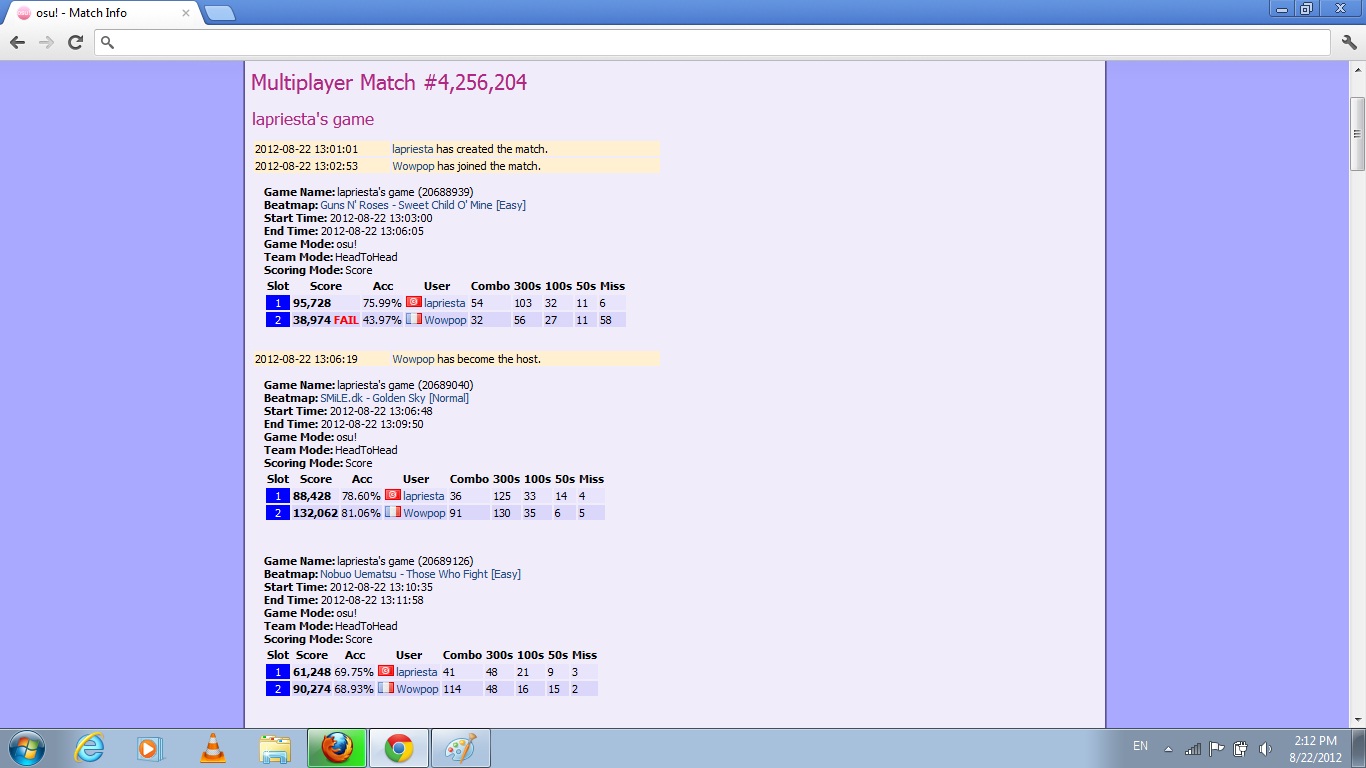 osu! - Match Info
Multiplayer Match #4,256,204
lapriesta's game
2012-08-22 13:01:01 lapriesta has created the match.
2012-08-22 13:02:53 Wowpop has joined the match.
Game Name: lapriesta's game (20688939)
Beatmap: Guns N' Roses - Sweet Child O' Mine [Easy]
Start Time: 2012-08-22 13:03:00
End Time: 2012-08-22 13:06:05
Game Mode: osu!
Team Mode: HeadToHead
Scoring Mode: Score
Slot Score Acc User Combo 300s 100s 50s Miss
1 95,728 75.99% lapriesta 54 103 32 11 6
2 38,974 FAIL 43.97% Wowpop 32 56 27 11 58
2012-08-22 13:06:19 Wowpop has become the host.
Game Name: lapriesta's game (20689040)
Beatmap: SMiLE.dk - Golden Sky [Normal]
Start Time: 2012-08-22 13:06:48
End Time: 2012-08-22 13:09:50
Game Mode: osu!
Team Mode: HeadToHead
Scoring Mode: Score
Slot Score Acc User Combo 300s 100s 50s Miss
1 88,428 78.60% lapriesta 36 125 33 14 4
2 132,062 81.06% Wowpop 91 130 35 6 5
Game Name: lapriesta's game (20689126)
Beatmap: Nobuo Uematsu - Those Who Fight [Easy]
Start Time: 2012-08-22 13:10:35
End Time: 2012-08-22 13:11:58
Game Mode: osu!
Team Mode: HeadToHead
Scoring Mode: Score
Slot Score Acc User Combo 300s 100s 50s Miss
1 61,248 69.75% lapriesta 41 48 21 9 3
2 90,274 68.93% Wowpop 114 48 16 15 2
EN
2:12 PM
8/22/2012